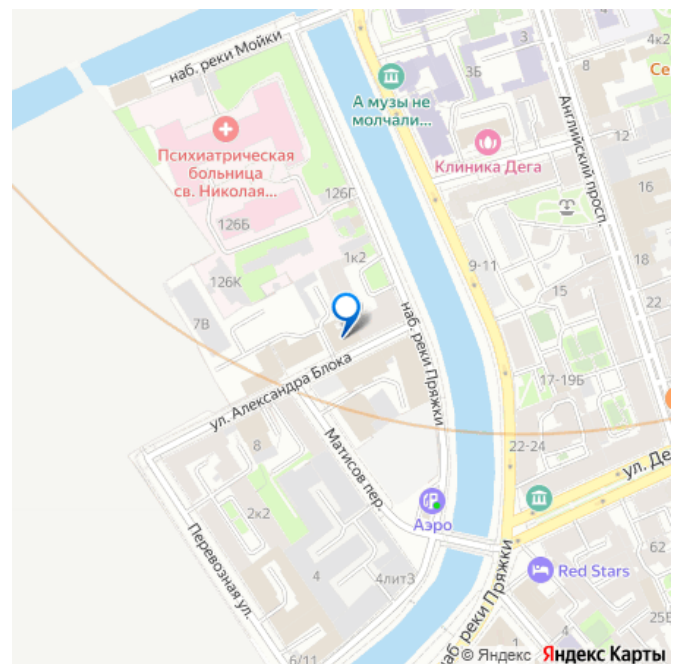 наб. реки Мойки
3
4к2
3Б
8
Се
А музы не
молчали...
Английский просп.
12
Психиатрическая
больница
св. Николая...
Клиника Дега
126Г
16
126Б
1к2
9-11
18
126К
15
22
7В
наб. реки Пряжки
ул. Александра Блока
17-19Б
Матисов пер.
22-24
ул. Де
8
2к2
Аэро
62
Перевозная ул.
4
4лит3
Red Stars
наб. реки Пряжки
25Б
6/11
1
© Яндекс Яндекс Карты